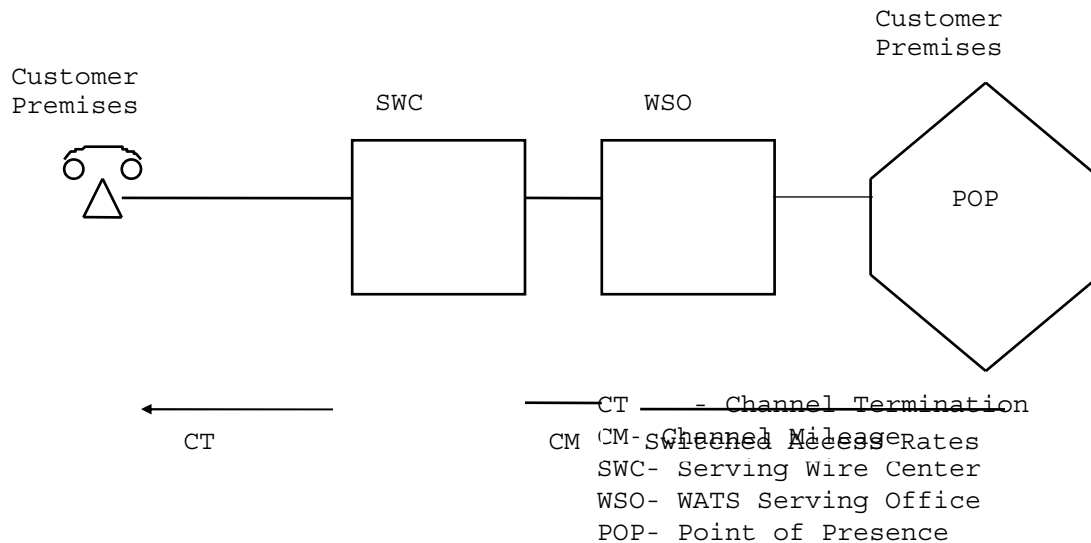 Customer
Premises
Customer
Premises
SWC
WSO
POP
CT - Channel Termination
CT
CM
Switched Access Rates
CM- Channel Mileage
SWC- Serving Wire Center
WSO- WATS Serving Office
POP- Point of Presence